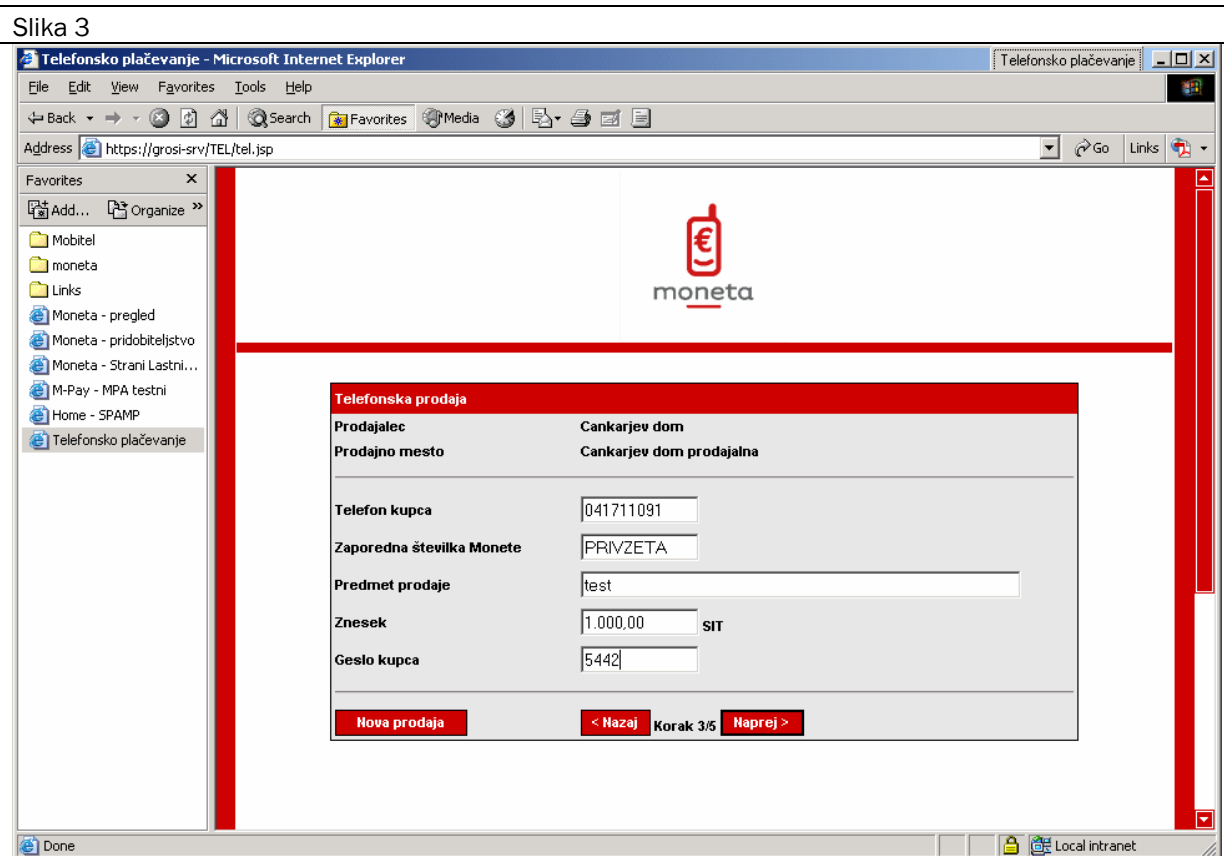 Slika 3
Telefonsko plačevanje - Microsoft Internet Explorer
Telefonsko plačevanje
File Edit View Favorites Tools Help
Back Search Favorites Media
Address https://grosi-srv/TEL/tel.jsp Go Links
Favorites x
Add... Organize »
Mobitel
moneta
Links
Moneta - pregled
Moneta - pridobiteljstvo
Moneta - Strani Lastni...
M-Pay - MPA testni
Home - SPAMP
Telefonsko plačevanje
€
moneta
Telefonska prodaja
Prodajalec Cankarjev dom
Prodajno mesto Cankarjev dom prodajalna
Telefon kupca 041711091
Zaporedna številka Monete PRIVZETA
Predmet prodaje test
Znesek 1.000,00 SIT
Geslo kupca 5442
Nova prodaja < Nazaj Korak 3/5 Naprej >
Done Local intranet